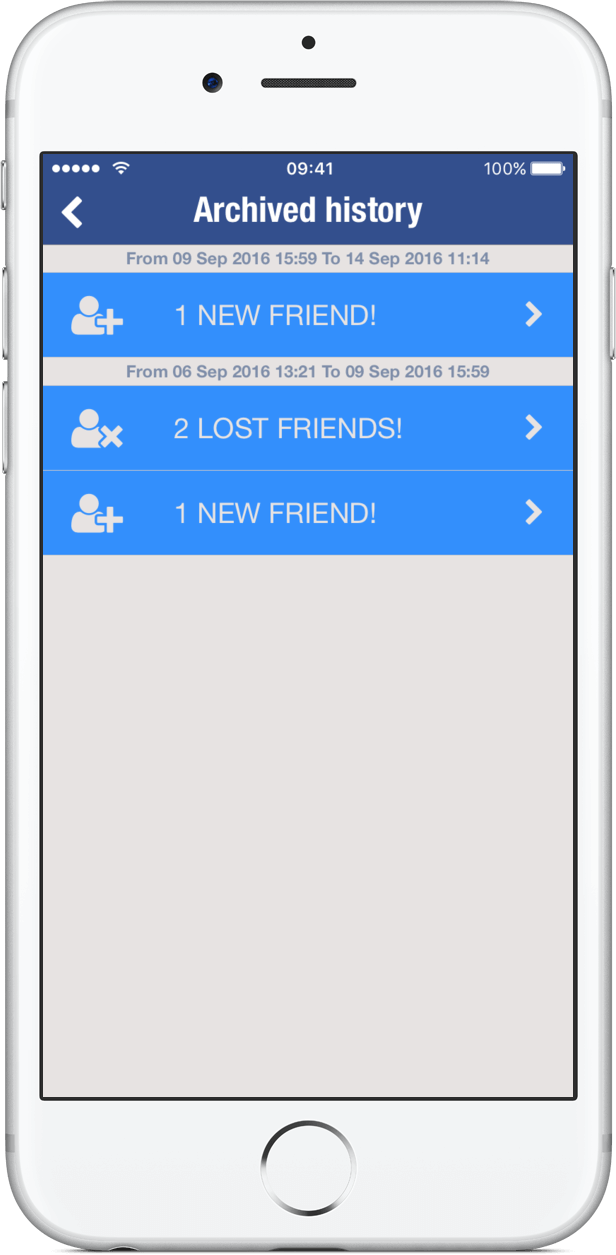 09:41
100%
Archived history
From 09 Sep 2016 15:59 To 14 Sep 2016 11:14
1 NEW FRIEND!
From 06 Sep 2016 13:21 To 09 Sep 2016 15:59
2 LOST FRIENDS!
1 NEW FRIEND!